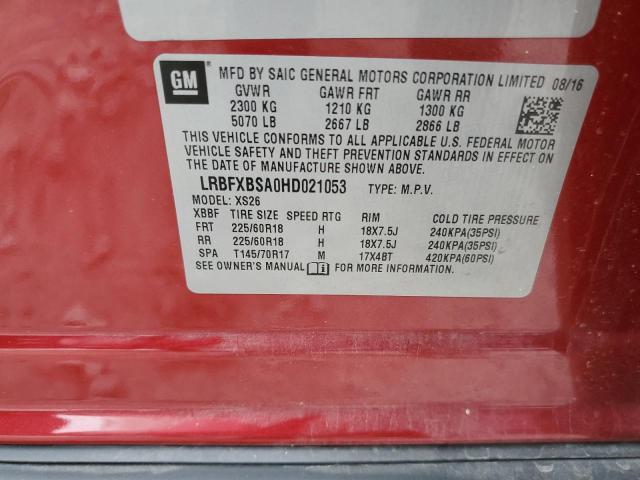 GM
MFD BY SAIC GENERAL MOTORS CORPORATION LIMITED 08/16
GVWR GAWR FRT GAWR RR
2300 KG 1210 KG 1300 KG
5070 LB 2667 LB 2866 LB
THIS VEHICLE CONFORMS TO ALL APPLICABLE U.S. FEDERAL MOTOR
VEHICLE SAFETY AND THEFT PREVENTION STANDARDS IN EFFECT ON
THE DATE OF MANUFACTURE SHOWN ABOVE.
LRBFXBSA0HD021053 TYPE: M.P.V.
MODEL: XS26
XBBF TIRE SIZE SPEED RTG RIM COLD TIRE PRESSURE
FRT 225/60R18 H 18X7.5J 240KPA(35PSI)
RR 225/60R18 H 18X7.5J 240KPA(35PSI)
SPA T145/70R17 M 17X4BT 420KPA(60PSI)
SEE OWNER'S MANUAL FOR MORE INFORMATION.